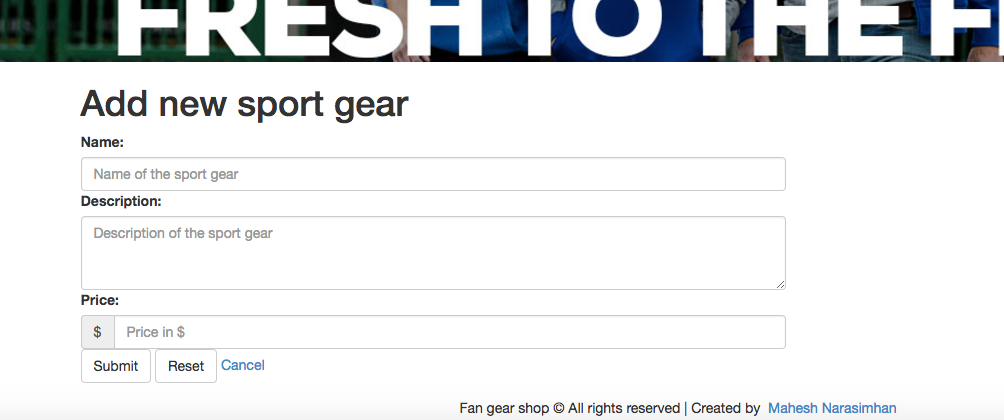 FRESH TO THE F
Add new sport gear
Name:
Name of the sport gear
Description:
Description of the sport gear
Price:
$ Price in $
Submit Reset Cancel
Fan gear shop © All rights reserved | Created by Mahesh Narasimhan